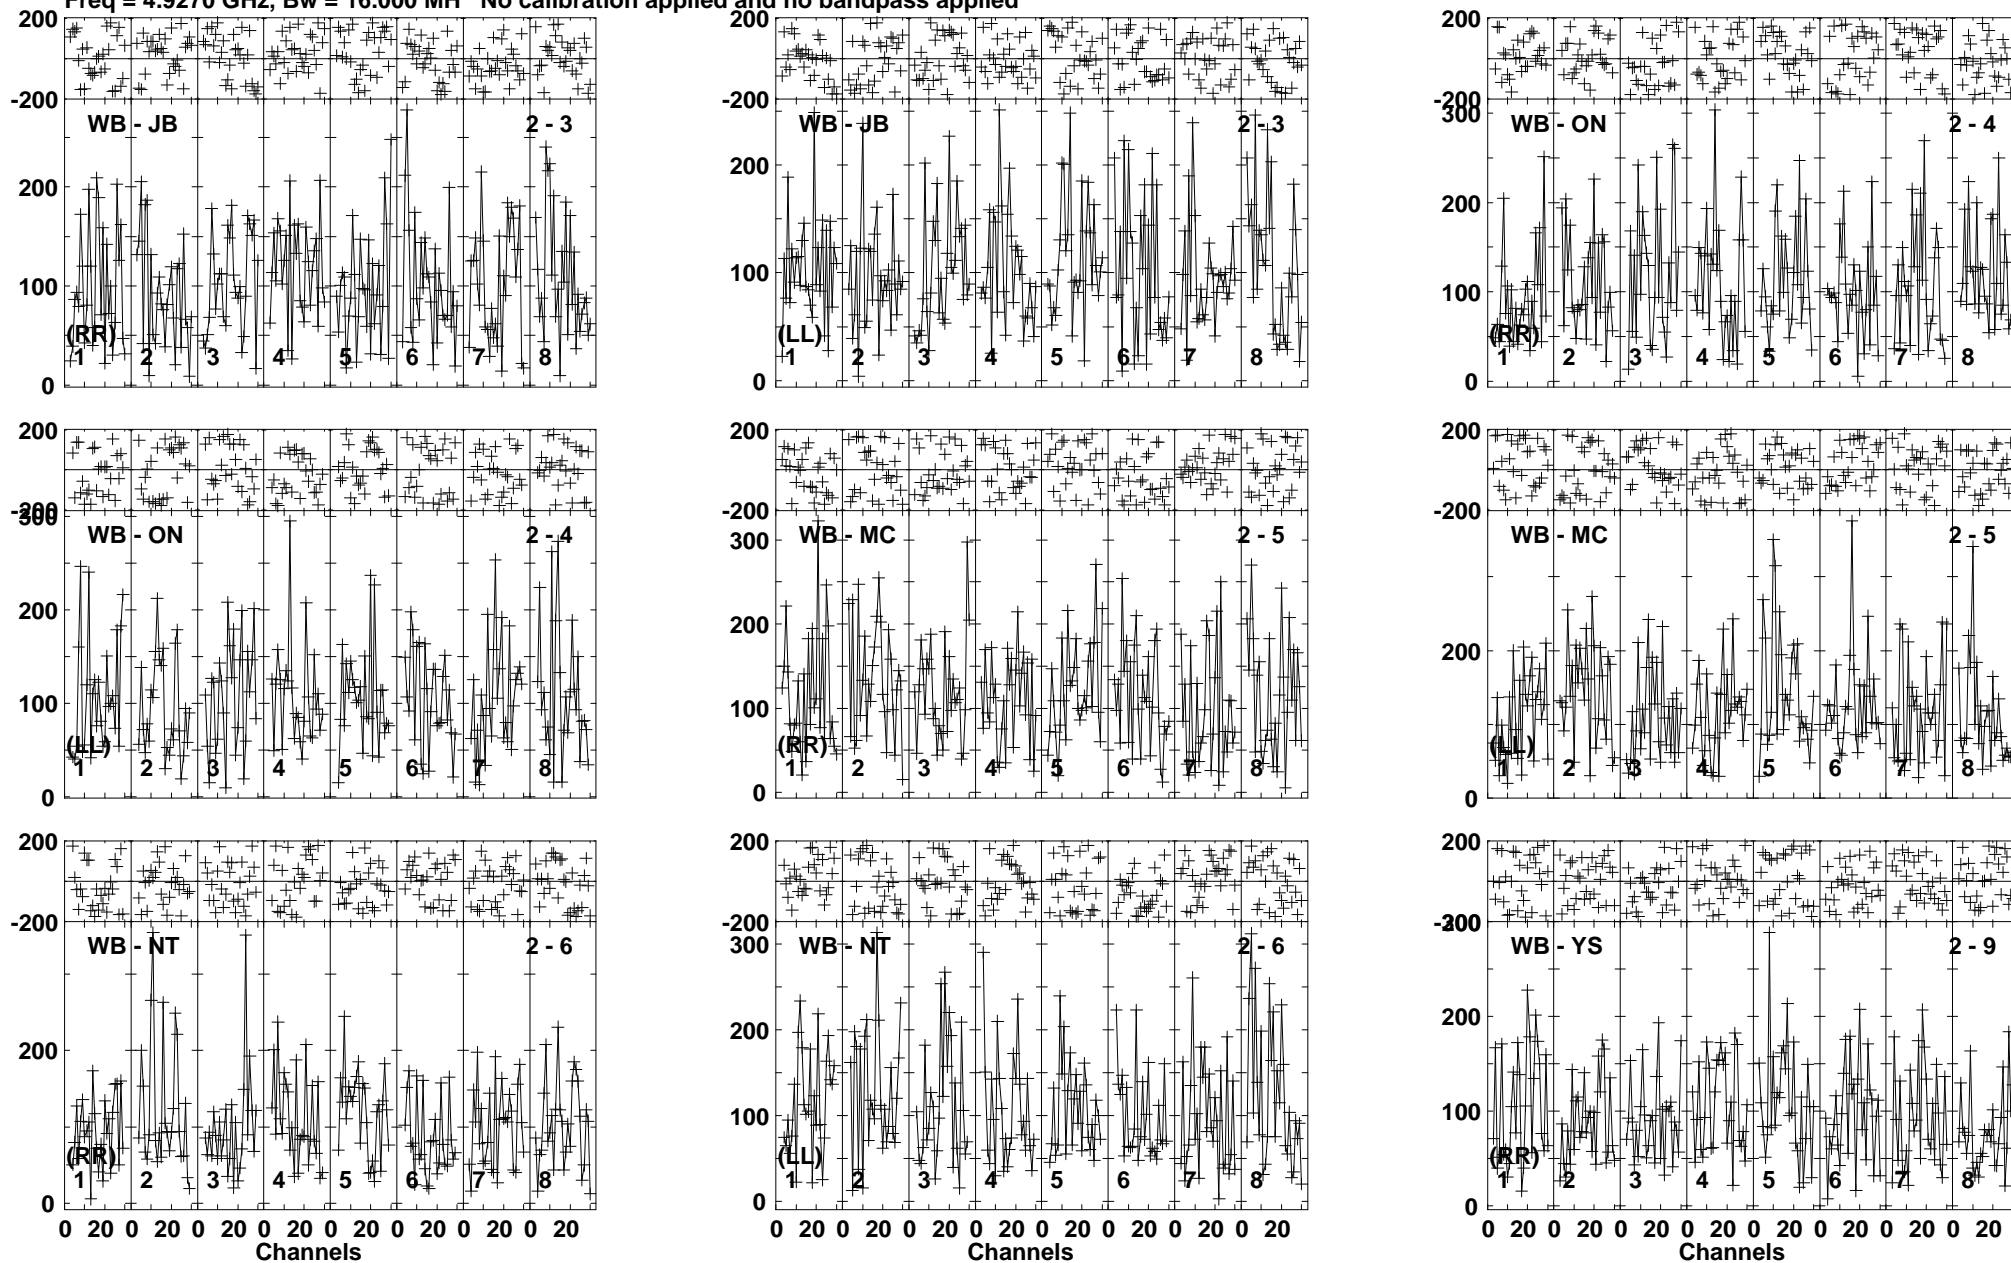 Freq = 4.9270 GHz, Bw = 16.000 MH No calibration applied and no bandpass applied
200 200 200
-200 -200 -200
WB - JB 2 - 3 WB - JB 2 - 3 300 WB - ON 2 - 4
200 200 200
100 100 100
(RR) (LL) (RR)
1 2 3 4 5 6 7 8 1 2 3 4 5 6 7 8 1 2 3 4 5 6 7 8
0 0 0
200 200 200
-200 -200 -200
300 WB - ON 2 - 4 300 WB - MC 2 - 5 WB - MC 2 - 5
200 200 200
100 100
(LL) (RR) (LL)
1 2 3 4 5 6 7 8 1 2 3 4 5 6 7 8 1 2 3 4 5 6 7 8
0 0 0
200 200 200
-200 -200 -200
WB - NT 2 - 6 300 WB - NT 2 - 6 300 WB - YS 2 - 9
200 200 200
100 100
(RR) (LL) (RR)
1 2 3 4 5 6 7 8 1 2 3 4 5 6 7 8 1 2 3 4 5 6 7 8
0 0 0
0 20 0 20 0 20 0 20 0 20 0 20 0 20 0 20 0 20 0 20 0 20 0 20 0 20 0 20 0 20 0 20 0 20 0 20 0 20 0 20 0 20 0 20 0 20 0 20
Channels Channels Channels